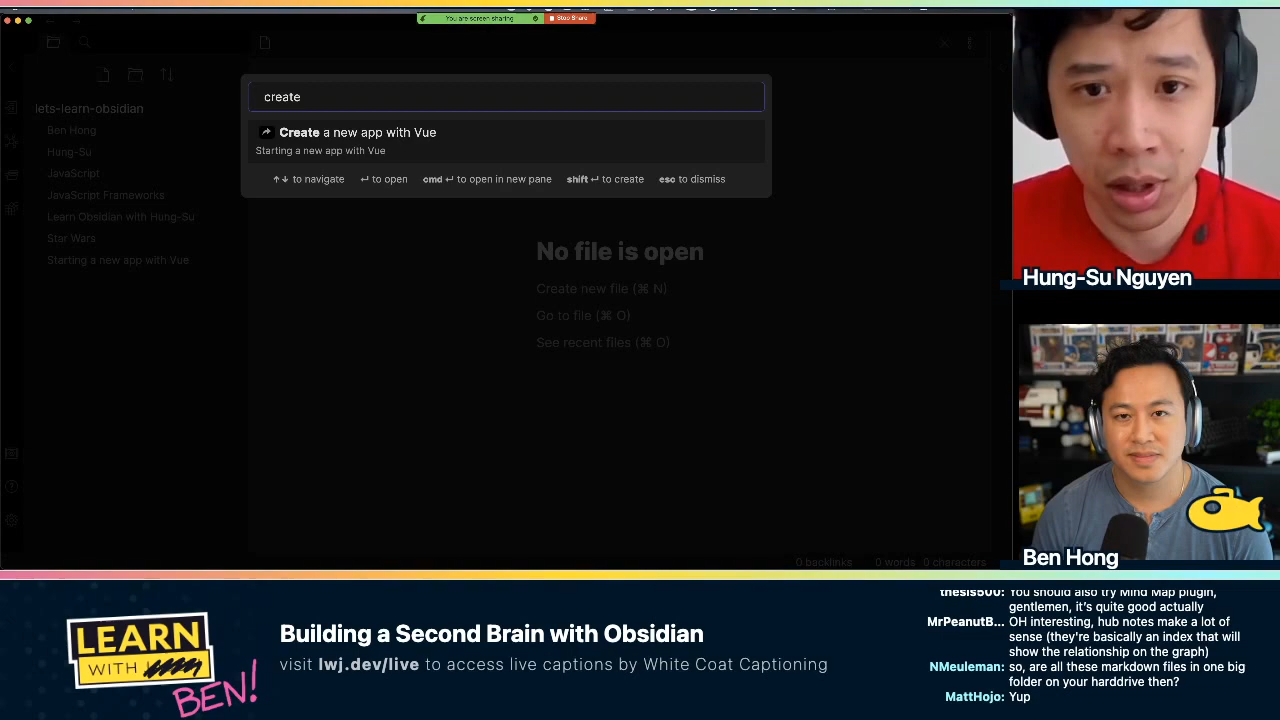 You are screen sharing
Stop Share
create
Create a new app with Vue
Starting a new app with Vue
↑↓ to navigate
↵ to open
cmd ↵ to open in new pane
shift ↵ to create
esc to dismiss
lets-learn-obsidian
Ben Hong
Hung-Su
JavaScript
JavaScript Frameworks
Learn Obsidian with Hung-Su
Star Wars
Starting a new app with Vue
No file is open
Create new file (⌘ N)
Go to file (⌘ O)
See recent files (⌘ O)
0 backlinks
0 words
0 characters
Hung-Su Nguyen
Ben Hong
LEARN
WITH
BEN!
Building a Second Brain with Obsidian
visit lwj.dev/live to access live captions by White Coat Captioning
thesis500: You should also try Mind Map plugin,
gentlemen, it's quite good actually
MrPeanutB... OH interesting, hub notes make a lot of
sense (they're basically an index that will
show the relationship on the graph)
NMeuleman: so, are all these markdown files in one big
folder on your harddrive then?
MattHojo: Yup